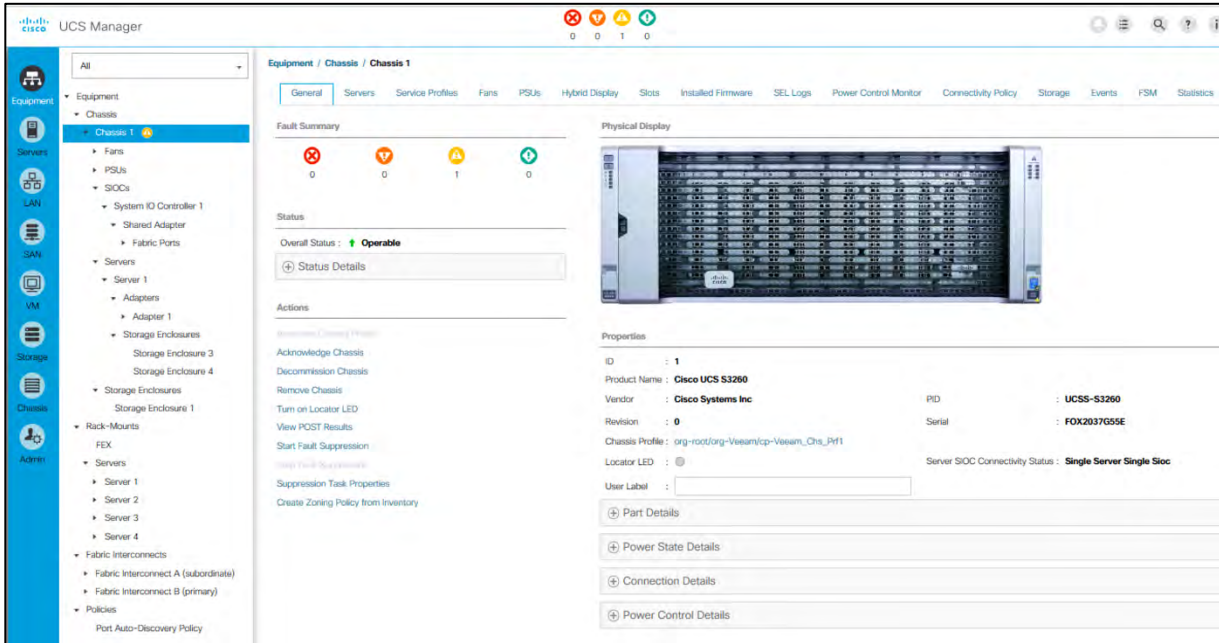 CISCO
UCS Manager
0 0 1 0
?
Equipment
Servers
LAN
SAN
VM
Storage
Chassis
Admin
All
Equipment
Chassis
Chassis 1
Fans
PSUs
SIOCs
System IO Controller 1
Shared Adapter
Fabric Ports
Servers
Server 1
Adapters
Adapter 1
Storage Enclosures
Storage Enclosure 3
Storage Enclosure 4
Storage Enclosures
Storage Enclosure 1
Rack-Mounts
FEX
Servers
Server 1
Server 2
Server 3
Server 4
Fabric Interconnects
Fabric Interconnect A (subordinate)
Fabric Interconnect B (primary)
Policies
Port Auto-Discovery Policy
Equipment / Chassis / Chassis 1
General Servers Service Profiles Fans PSUs Hybrid Display Slots Installed Firmware SEL Logs Power Control Monitor Connectivity Policy Storage Events FSM Statistics
Fault Summary
0 0 1 0
Status
Overall Status : Operable
Status Details
Actions
Acknowledge Chassis
Decommission Chassis
Remove Chassis
Turn on Locator LED
View POST Results
Start Fault Suppression
Suppression Task Properties
Create Zoning Policy from Inventory
Physical Display
Properties
ID : 1
Product Name : Cisco UCS S3260
Vendor : Cisco Systems Inc PID : UCSS-S3260
Revision : 0 Serial : FOX2037G55E
Chassis Profile : org-root/org-Veeam/cp-Veeam_Chs_Prf1
Locator LED : Server SIOC Connectivity Status : Single Server Single Sioc
User Label :
Part Details
Power State Details
Connection Details
Power Control Details